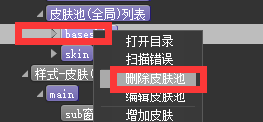 皮肤池(全局)列表
bases
打开目录
skin
扫描错误
删除皮肤池
样式-皮肤(
编辑皮肤池
main
增加皮肤
sub窗